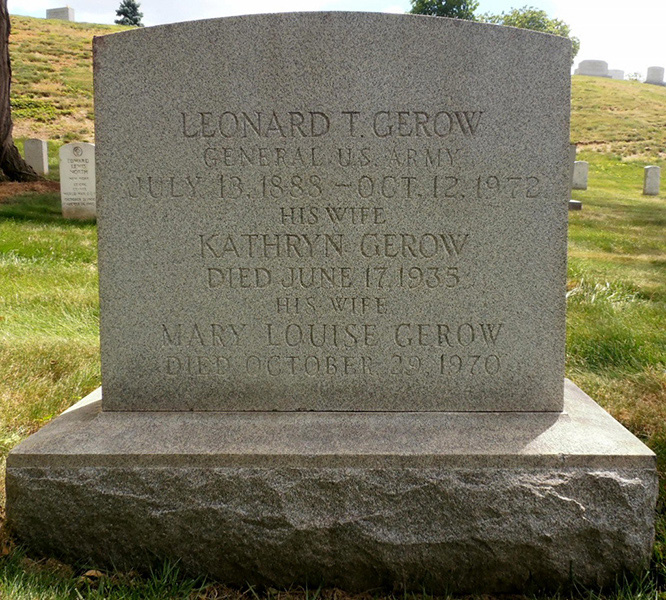 LEONARD T. GEROW
GENERAL U.S. ARMY
JULY 13, 1888 – OCT. 12, 1972
HIS WIFE
KATHRYN GEROW
DIED JUNE 17, 1935
HIS WIFE
MARY LOUISE GEROW
DIED OCTOBER 29, 1970